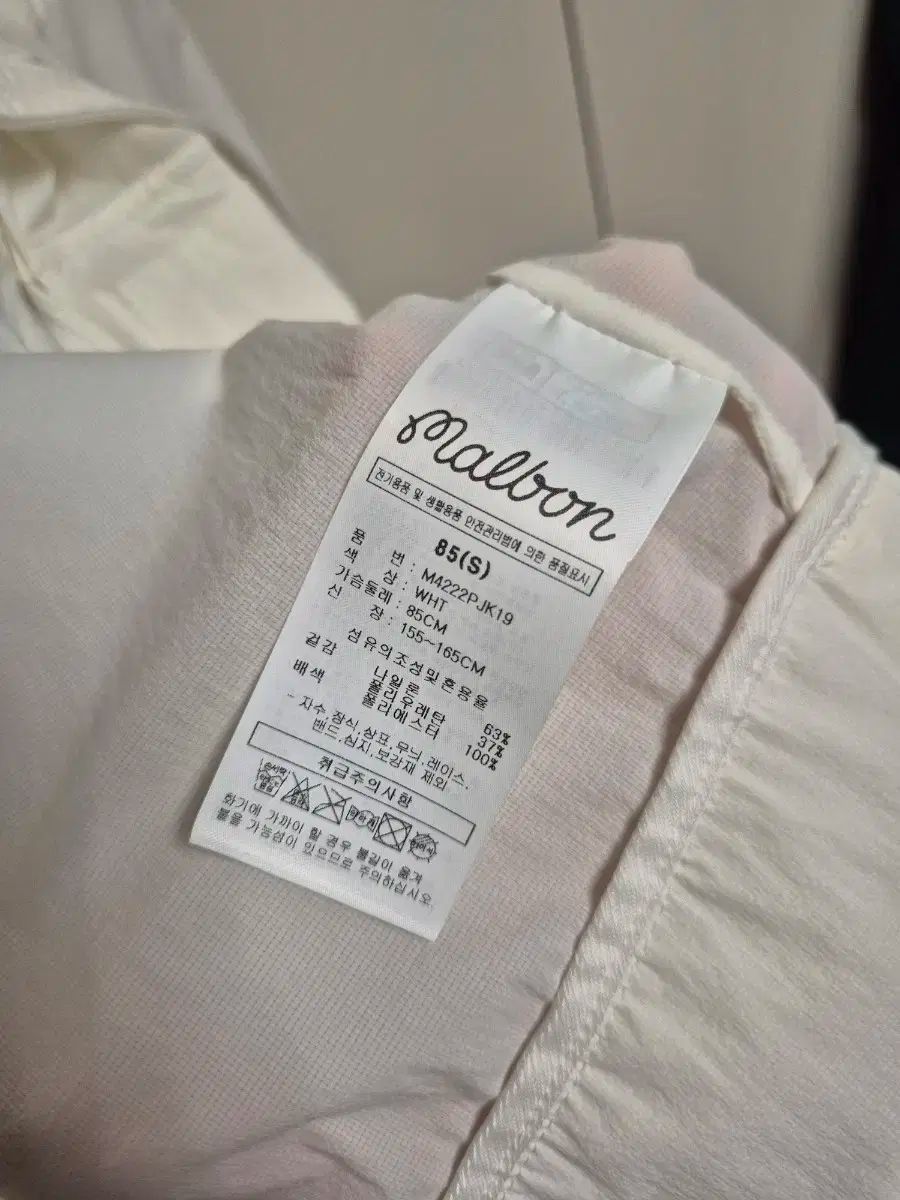 malbon
전기용품 및 생활용품 안전관리법에 의한 품질표시
85(S)
품 번 : M4222PJK19
색 상 : WHT
가슴둘레 : 85CM
신 장 : 155~165CM
섬유의조성및혼용율
겉감 나일론 63%
폴리우레탄 37%
배색 폴리에스터 100%
- 자수,장식,상표,무늬,레이스,
밴드,심지,보강재 제외
취급주의사항
화기에 가까이 할 경우 불길이 옮겨
붙을 가능성이 있으므로 주의하십시오.